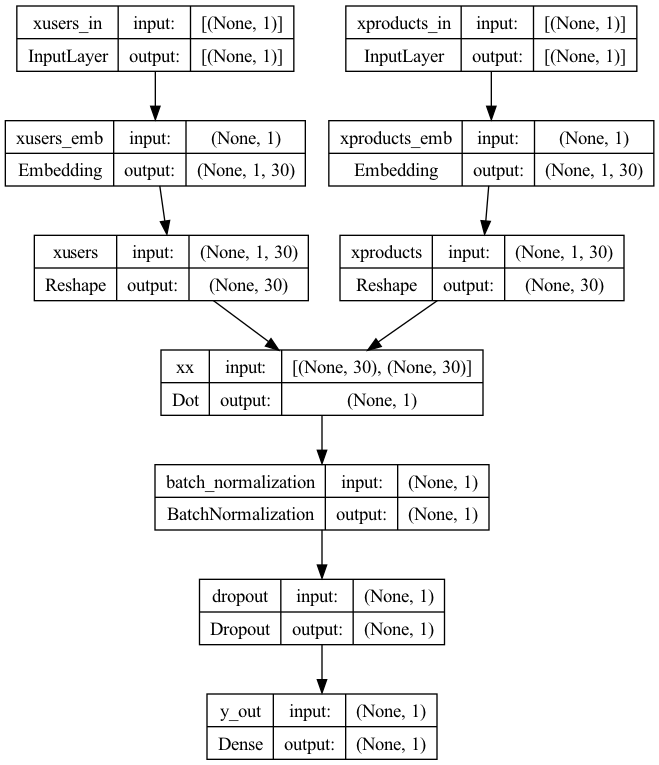 xusers_in input: [(None, 1)]
InputLayer output: [(None, 1)]
xproducts_in input: [(None, 1)]
InputLayer output: [(None, 1)]
xusers_emb input: (None, 1)
Embedding output: (None, 1, 30)
xproducts_emb input: (None, 1)
Embedding output: (None, 1, 30)
xusers input: (None, 1, 30)
Reshape output: (None, 30)
xproducts input: (None, 1, 30)
Reshape output: (None, 30)
xx input: [(None, 30), (None, 30)]
Dot output: (None, 1)
batch_normalization input: (None, 1)
BatchNormalization output: (None, 1)
dropout input: (None, 1)
Dropout output: (None, 1)
y_out input: (None, 1)
Dense output: (None, 1)